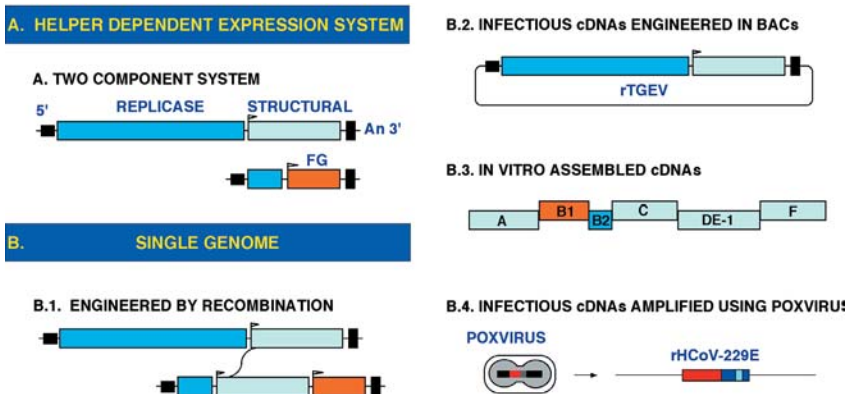 A. HELPER DEPENDENT EXPRESSION SYSTEM
A. TWO COMPONENT SYSTEM
5' REPLICASE STRUCTURAL
An 3'
FG
B. SINGLE GENOME
B.1. ENGINEERED BY RECOMBINATION
B.2. INFECTIOUS cDNAs ENGINEERED IN BACs
rTGEV
B.3. IN VITRO ASSEMBLED cDNAs
A B1 B2 C DE-1 F
B.4. INFECTIOUS cDNAs AMPLIFIED USING POXVIRUS
POXVIRUS
rHCoV-229E